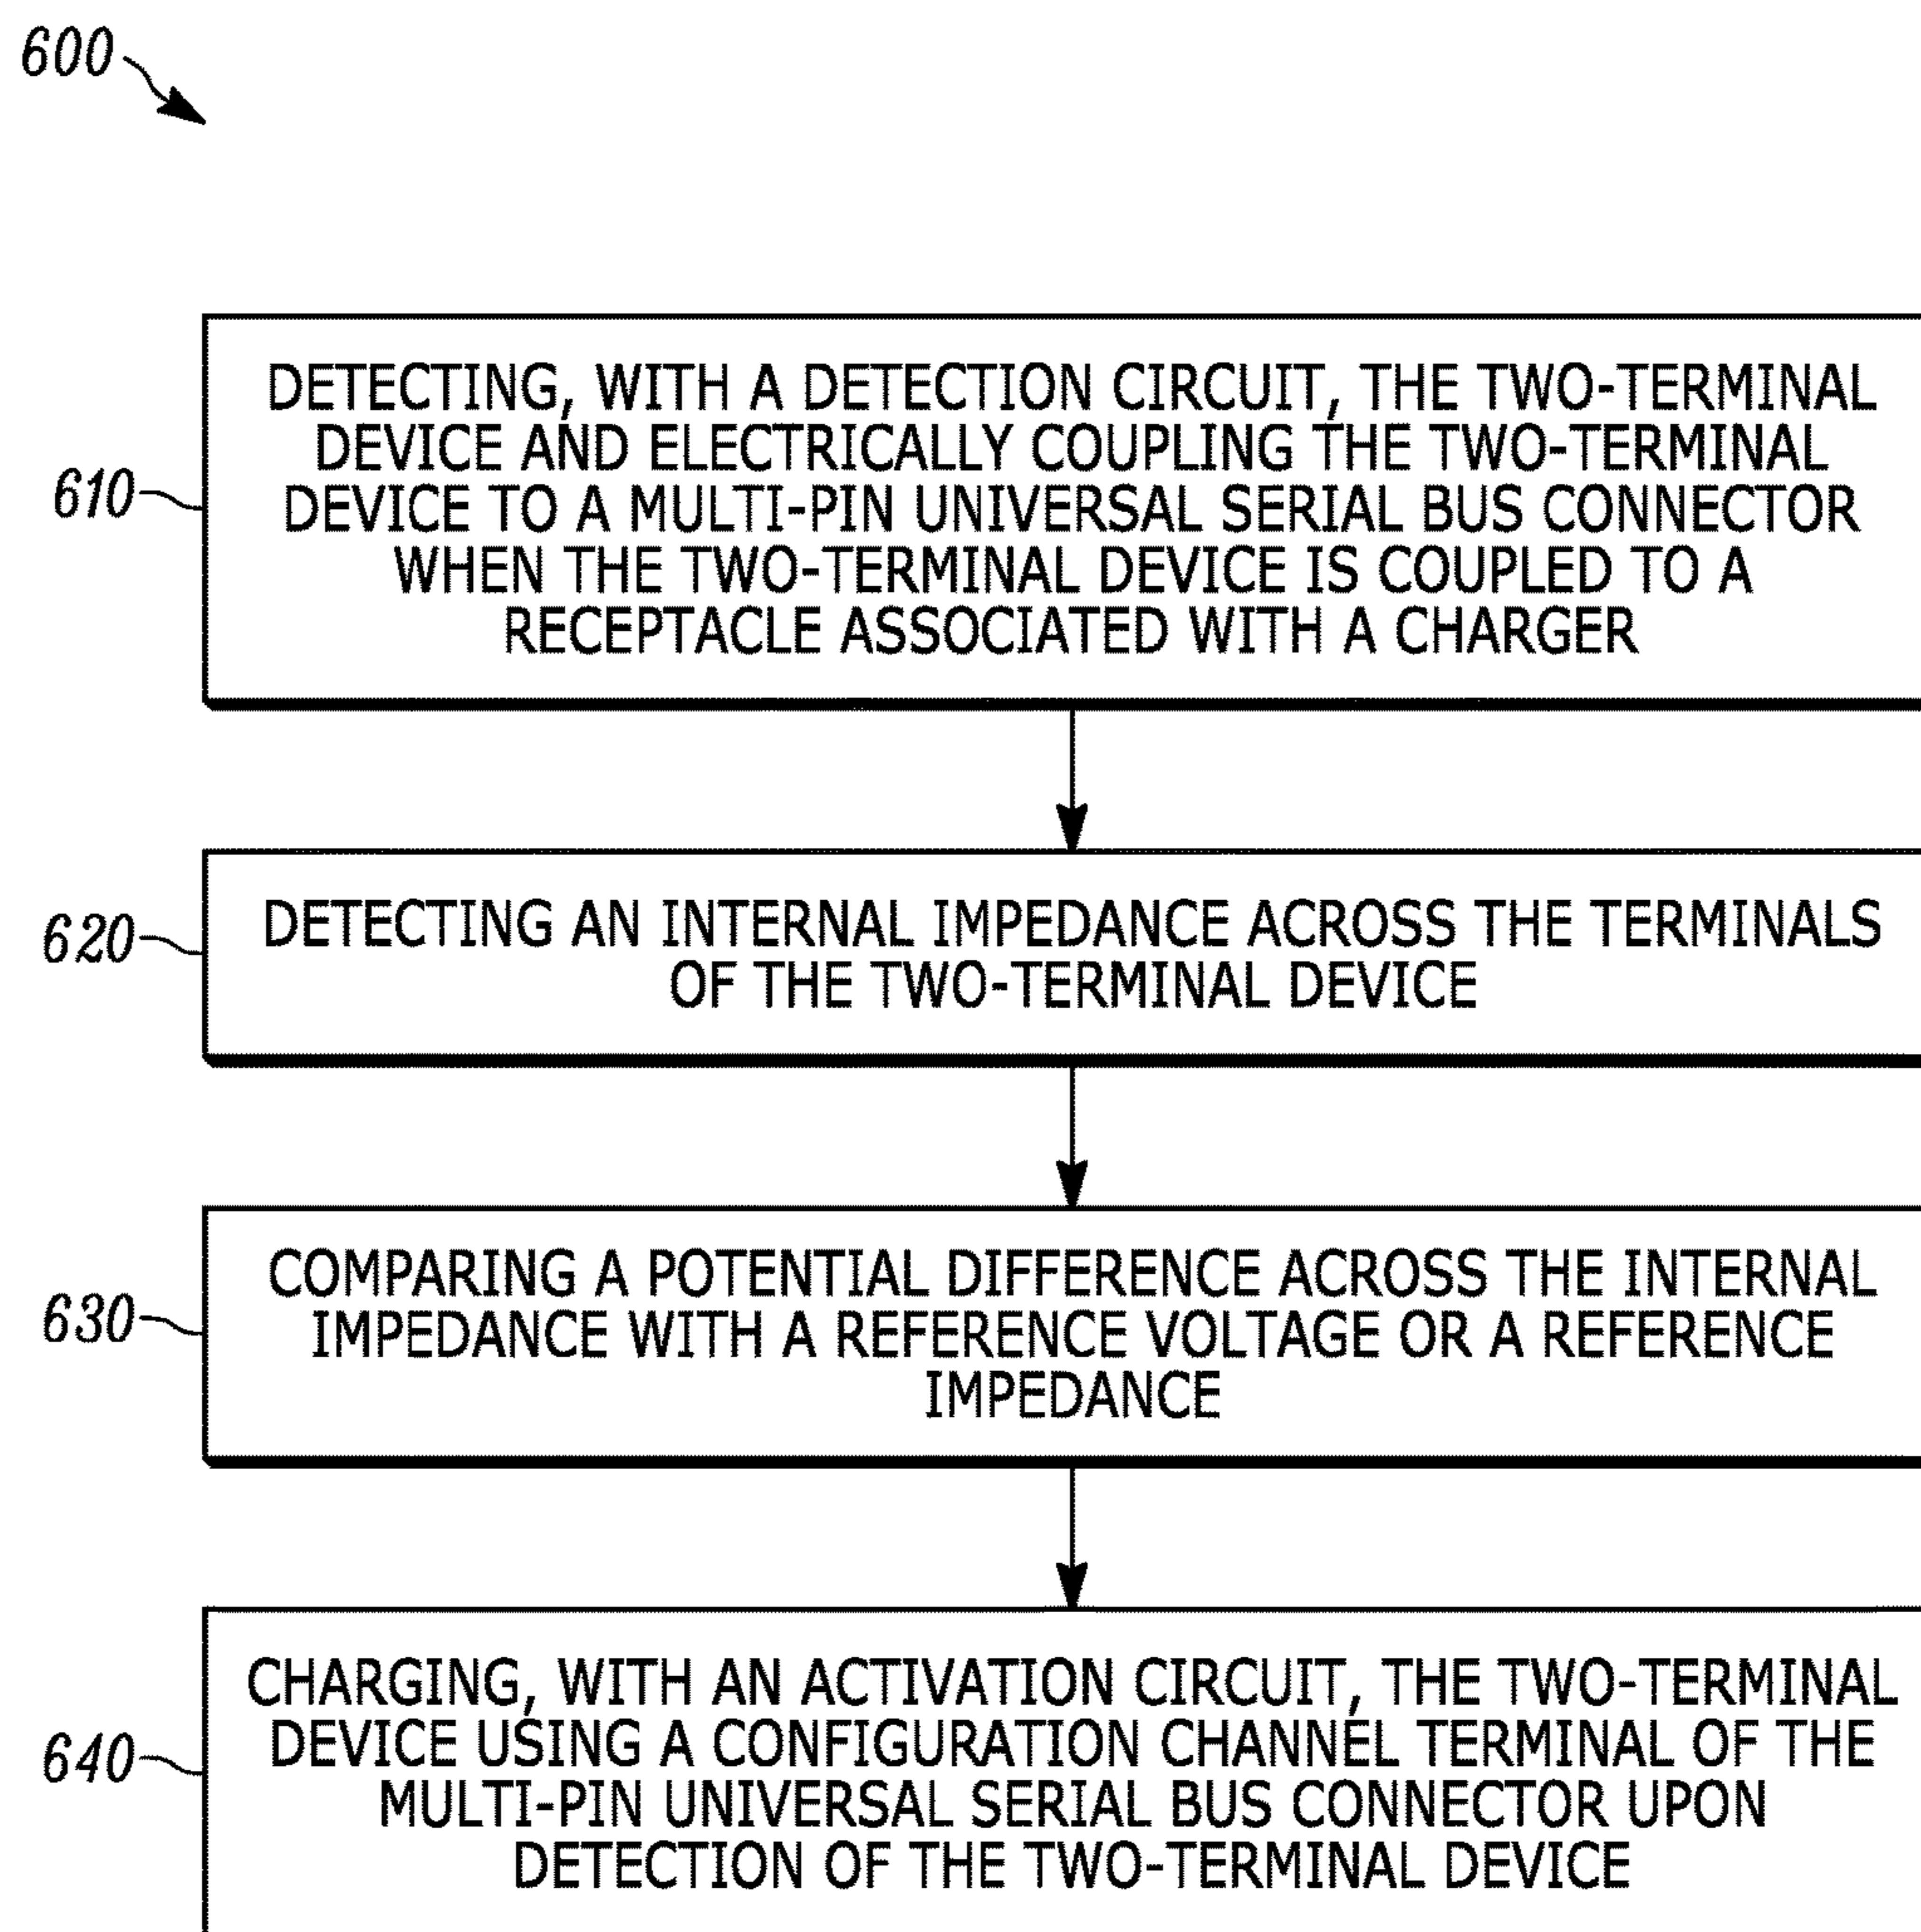 600
610
DETECTING, WITH A DETECTION CIRCUIT, THE TWO-TERMINAL
DEVICE AND ELECTRICALLY COUPLING THE TWO-TERMINAL
DEVICE TO A MULTI-PIN UNIVERSAL SERIAL BUS CONNECTOR
WHEN THE TWO-TERMINAL DEVICE IS COUPLED TO A
RECEPTACLE ASSOCIATED WITH A CHARGER
620
DETECTING AN INTERNAL IMPEDANCE ACROSS THE TERMINALS
OF THE TWO-TERMINAL DEVICE
630
COMPARING A POTENTIAL DIFFERENCE ACROSS THE INTERNAL
IMPEDANCE WITH A REFERENCE VOLTAGE OR A REFERENCE
IMPEDANCE
640
CHARGING, WITH AN ACTIVATION CIRCUIT, THE TWO-TERMINAL
DEVICE USING A CONFIGURATION CHANNEL TERMINAL OF THE
MULTI-PIN UNIVERSAL SERIAL BUS CONNECTOR UPON
DETECTION OF THE TWO-TERMINAL DEVICE